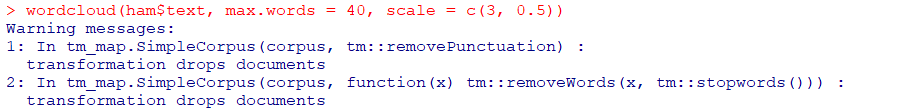 > wordcloud(ham$text, max.words = 40, scale = c(3, 0.5))
Warning messages:
1: In tm_map.SimpleCorpus(corpus, tm::removePunctuation) :
  transformation drops documents
2: In tm_map.SimpleCorpus(corpus, function(x) tm::removeWords(x, tm::stopwords())) :
  transformation drops documents